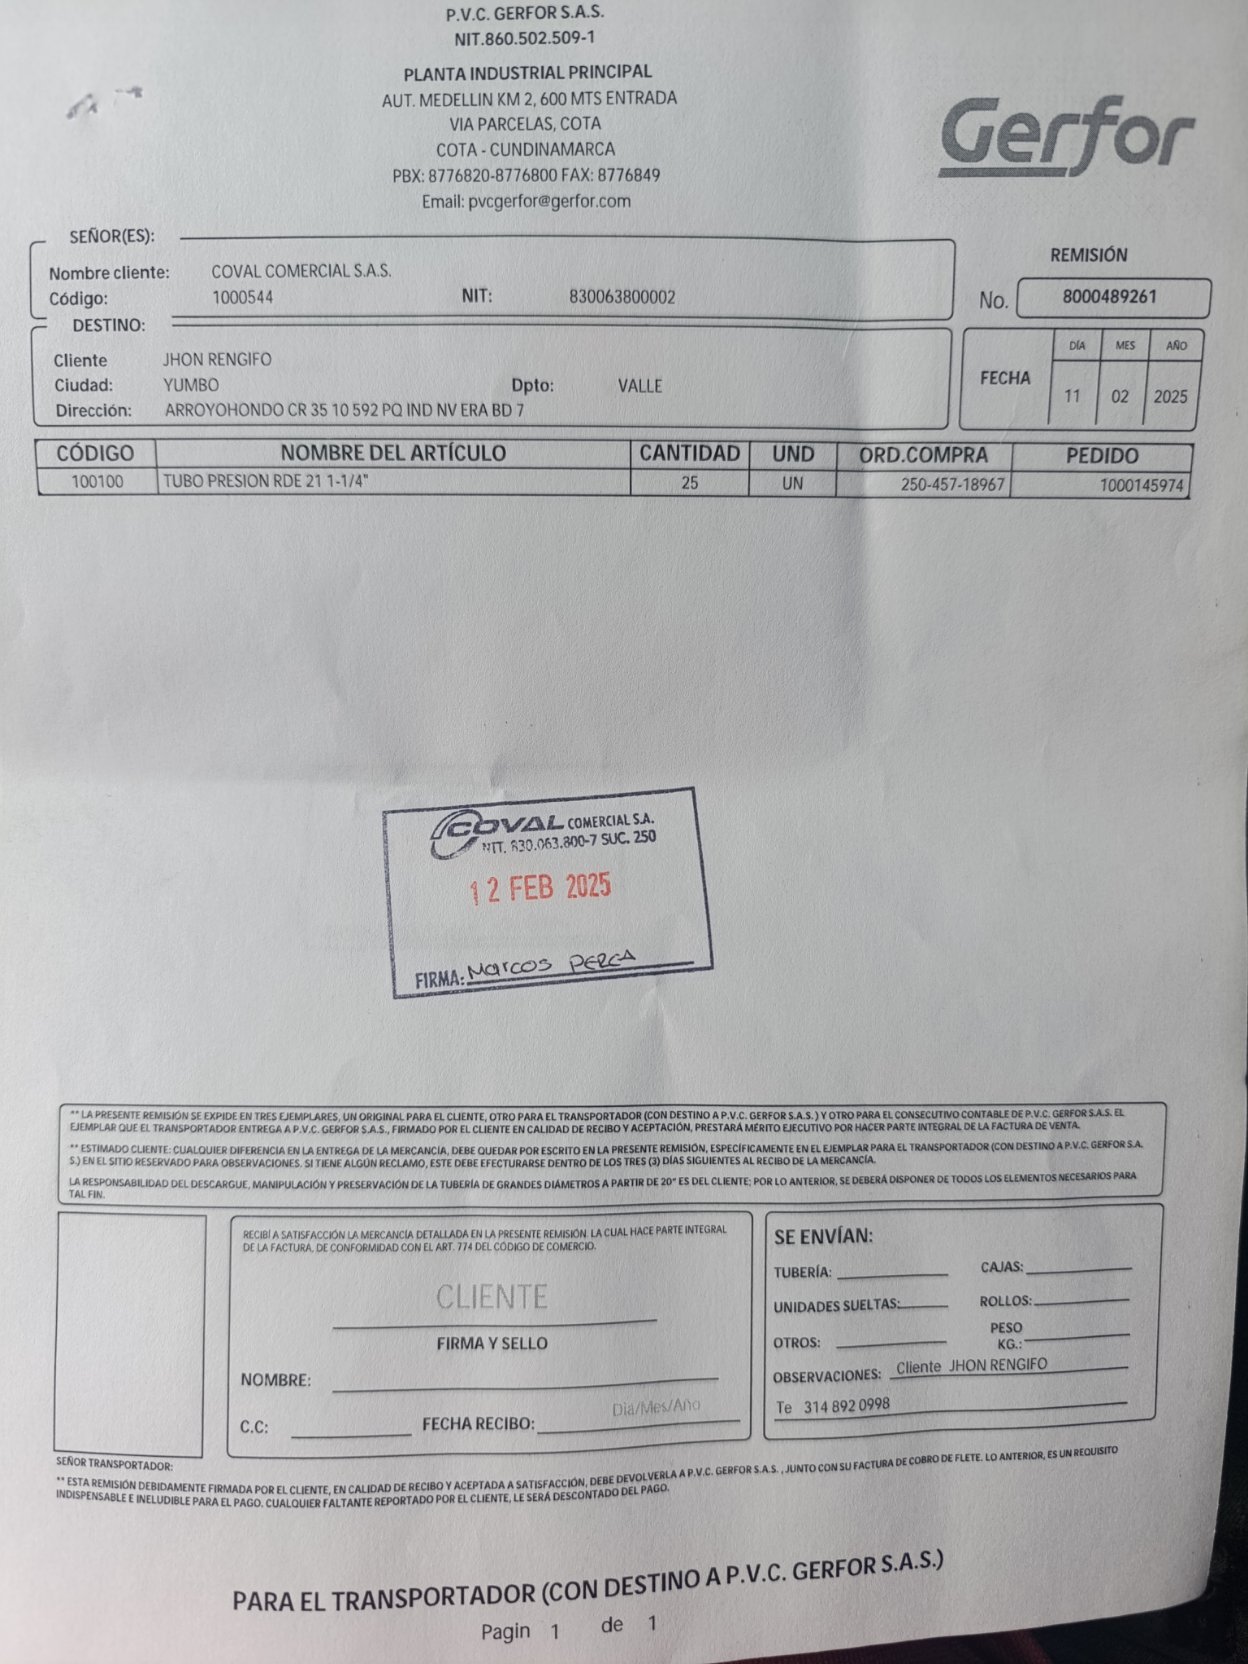 P.V.C. GERFOR S.A.S.
NIT.860.502.509-1
PLANTA INDUSTRIAL PRINCIPAL
AUT. MEDELLIN KM 2, 600 MTS ENTRADA
VIA PARCELAS, COTA
COTA - CUNDINAMARCA
PBX: 8776820-8776800 FAX: 8776849
Email: pvcgerfor@gerfor.com
Gerfor
SEÑOR(ES):
Nombre cliente: COVAL COMERCIAL S.A.S.
Código: 1000544 NIT: 830063800002
REMISIÓN
No. 8000489261
DESTINO:
Cliente JHON RENGIFO
Ciudad: YUMBO Dpto: VALLE
Dirección: ARROYOHONDO CR 35 10 592 PQ IND NV ERA BD 7
FECHA
DÍA MES AÑO
11 02 2025
CÓDIGO NOMBRE DEL ARTÍCULO CANTIDAD UND ORD.COMPRA PEDIDO
100100 TUBO PRESION RDE 21 1-1/4" 25 UN 250-457-18967 1000145974
COVAL COMERCIAL S.A.
NIT. 830.063.800-7 SUC. 250
12 FEB 2025
FIRMA: Marcos PEREA
** LA PRESENTE REMISIÓN SE EXPIDE EN TRES EJEMPLARES, UN ORIGINAL PARA EL CLIENTE, OTRO PARA EL TRANSPORTADOR (CON DESTINO A P.V.C. GERFOR S.A.S.) Y OTRO PARA EL CONSECUTIVO CONTABLE DE P.V.C. GERFOR S.A.S. EL
EJEMPLAR QUE EL TRANSPORTADOR ENTREGA A P.V.C. GERFOR S.A.S., FIRMADO POR EL CLIENTE EN CALIDAD DE RECIBO Y ACEPTACIÓN, PRESTARÁ MÉRITO EJECUTIVO POR HACER PARTE INTEGRAL DE LA FACTURA DE VENTA.
** ESTIMADO CLIENTE: CUALQUIER DIFERENCIA EN LA ENTREGA DE LA MERCANCÍA, DEBE QUEDAR POR ESCRITO EN LA PRESENTE REMISIÓN, ESPECÍFICAMENTE EN EL EJEMPLAR PARA EL TRANSPORTADOR (CON DESTINO A P.V.C. GERFOR S.A.
S.) EN EL SITIO RESERVADO PARA OBSERVACIONES. SI TIENE ALGÚN RECLAMO, ESTE DEBE EFECTURARSE DENTRO DE LOS TRES (3) DÍAS SIGUIENTES AL RECIBO DE LA MERCANCÍA.
LA RESPONSABILIDAD DEL DESCARGUE, MANIPULACIÓN Y PRESERVACIÓN DE LA TUBERÍA DE GRANDES DIÁMETROS A PARTIR DE 20" ES DEL CLIENTE; POR LO ANTERIOR, SE DEBERÁ DISPONER DE TODOS LOS ELEMENTOS NECESARIOS PARA
TAL FIN.
RECIBÍ A SATISFACCIÓN LA MERCANCÍA DETALLADA EN LA PRESENTE REMISIÓN. LA CUAL HACE PARTE INTEGRAL
DE LA FACTURA, DE CONFORMIDAD CON EL ART. 774 DEL CÓDIGO DE COMERCIO.
CLIENTE
FIRMA Y SELLO
NOMBRE:
C.C: FECHA RECIBO: Dia/Mes/Año
SE ENVÍAN:
TUBERÍA: CAJAS:
UNIDADES SUELTAS: ROLLOS:
OTROS: PESO KG.:
OBSERVACIONES: Cliente JHON RENGIFO
Te 314 892 0998
SEÑOR TRANSPORTADOR:
** ESTA REMISIÓN DEBIDAMENTE FIRMADA POR EL CLIENTE, EN CALIDAD DE RECIBO Y ACEPTADA A SATISFACCIÓN, DEBE DEVOLVERLA A P.V.C. GERFOR S.A.S. , JUNTO CON SU FACTURA DE COBRO DE FLETE. LO ANTERIOR, ES UN REQUISITO
INDISPENSABLE E INELUDIBLE PARA EL PAGO. CUALQUIER FALTANTE REPORTADO POR EL CLIENTE, LE SERÁ DESCONTADO DEL PAGO.
PARA EL TRANSPORTADOR (CON DESTINO A P.V.C. GERFOR S.A.S.)
Pagin 1 de 1